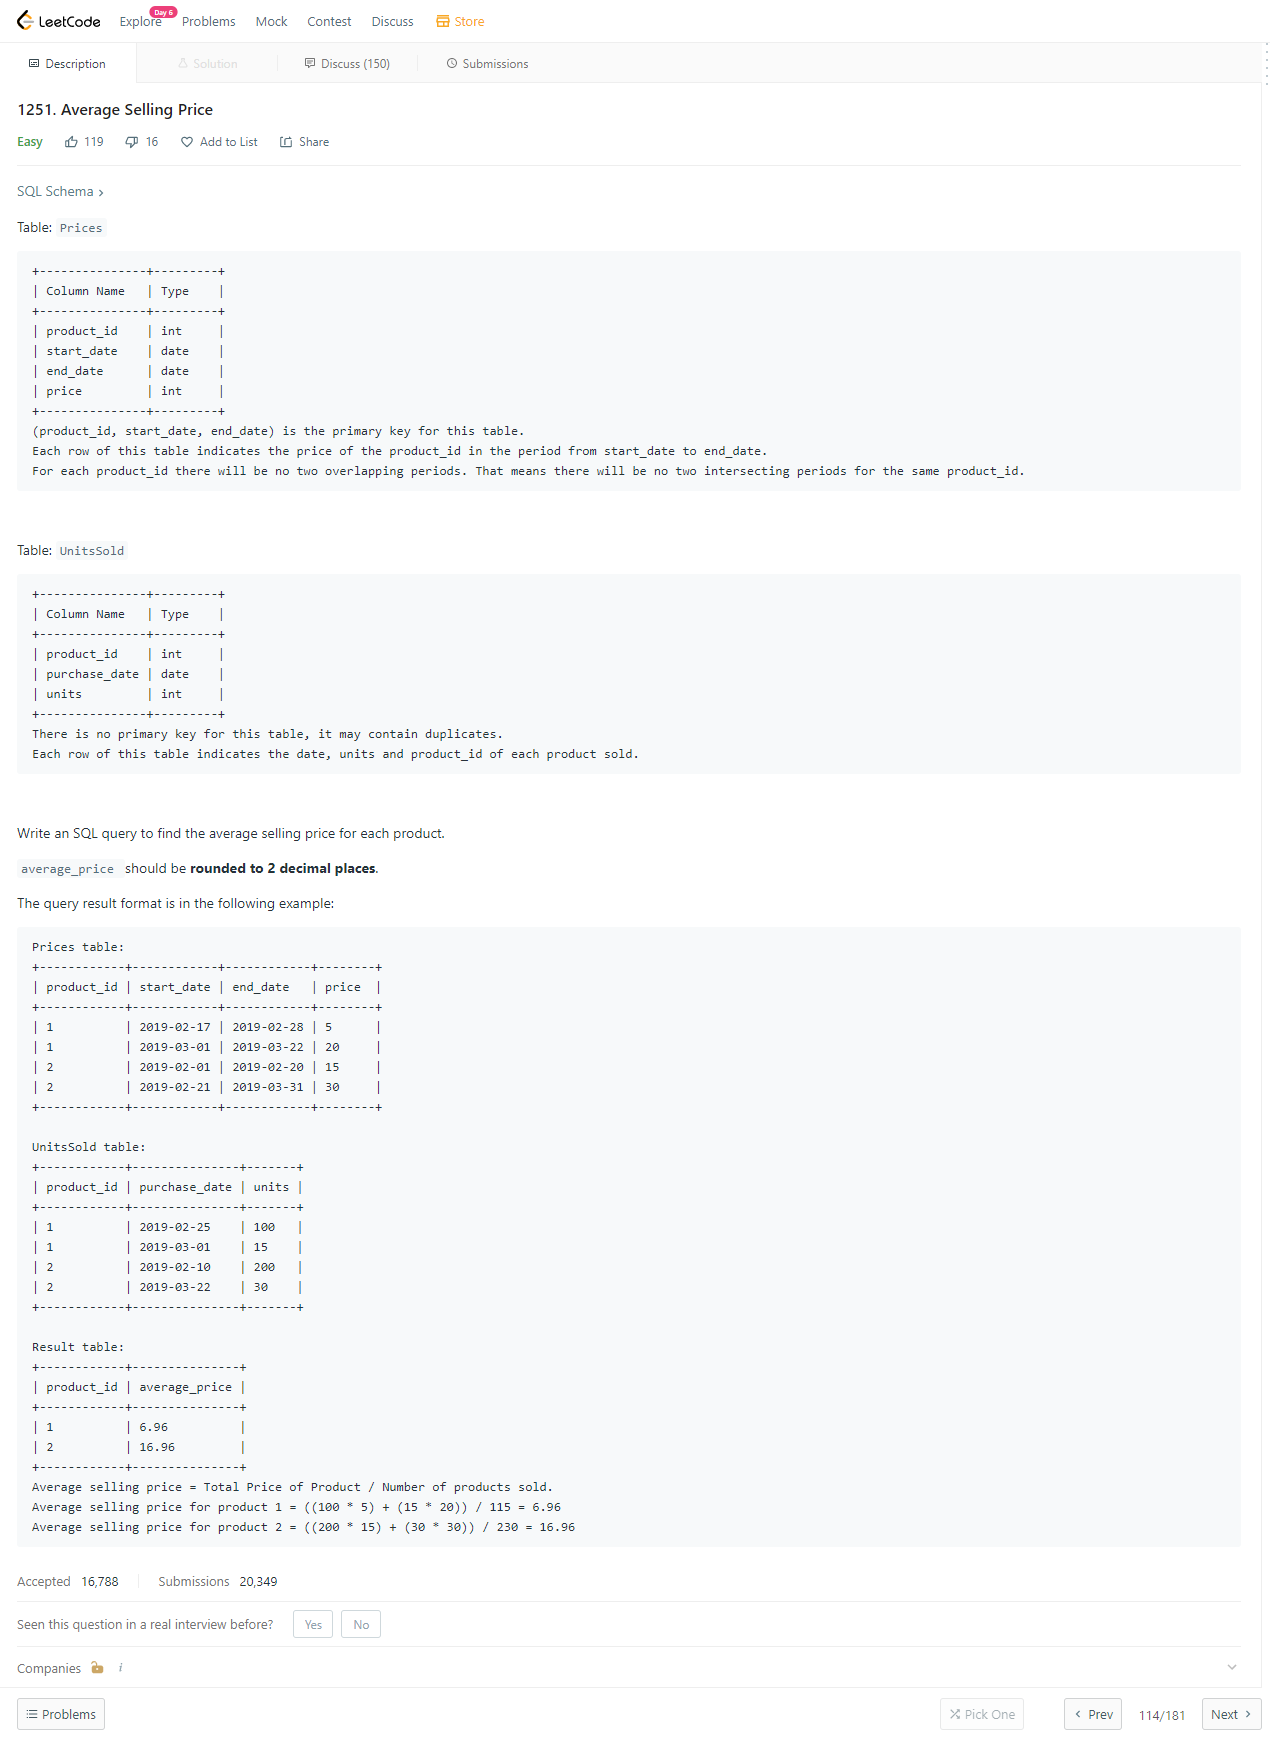 LeetCode Explore Day 6 Problems Mock Contest Discuss Store
Description Solution Discuss (150) Submissions
1251. Average Selling Price
Easy 119 16 Add to List Share
SQL Schema >
Table: Prices
+---------------+---------+
| Column Name   | Type    |
+---------------+---------+
| product_id    | int     |
| start_date    | date    |
| end_date      | date    |
| price         | int     |
+---------------+---------+
(product_id, start_date, end_date) is the primary key for this table.
Each row of this table indicates the price of the product_id in the period from start_date to end_date.
For each product_id there will be no two overlapping periods. That means there will be no two intersecting periods for the same product_id.
Table: UnitsSold
+---------------+---------+
| Column Name   | Type    |
+---------------+---------+
| product_id    | int     |
| purchase_date | date    |
| units         | int     |
+---------------+---------+
There is no primary key for this table, it may contain duplicates.
Each row of this table indicates the date, units and product_id of each product sold.
Write an SQL query to find the average selling price for each product.
average_price should be rounded to 2 decimal places.
The query result format is in the following example:
Prices table:
+------------+------------+------------+--------+
| product_id | start_date | end_date   | price  |
+------------+------------+------------+--------+
| 1          | 2019-02-17 | 2019-02-28 | 5      |
| 1          | 2019-03-01 | 2019-03-22 | 20     |
| 2          | 2019-02-01 | 2019-02-20 | 15     |
| 2          | 2019-02-21 | 2019-03-31 | 30     |
+------------+------------+------------+--------+
UnitsSold table:
+------------+---------------+-------+
| product_id | purchase_date | units |
+------------+---------------+-------+
| 1          | 2019-02-25    | 100   |
| 1          | 2019-03-01    | 15    |
| 2          | 2019-02-10    | 200   |
| 2          | 2019-03-22    | 30    |
+------------+---------------+-------+
Result table:
+------------+---------------+
| product_id | average_price |
+------------+---------------+
| 1          | 6.96          |
| 2          | 16.96         |
+------------+---------------+
Average selling price = Total Price of Product / Number of products sold.
Average selling price for product 1 = ((100 * 5) + (15 * 20)) / 115 = 6.96
Average selling price for product 2 = ((200 * 15) + (30 * 30)) / 230 = 16.96
Accepted 16,788 Submissions 20,349
Seen this question in a real interview before? Yes No
Companies i
Problems Pick One < Prev 114/181 Next >